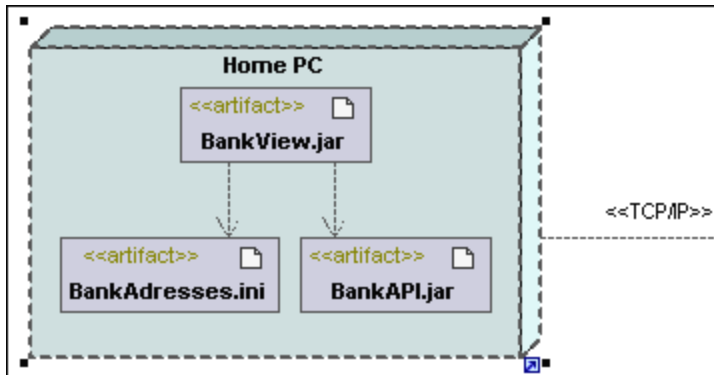 Home PC
<<artifact>>
BankView.jar
<<TCP/IP>>
<<artifact>>
BankAdresses.ini
<<artifact>>
BankAPI.jar